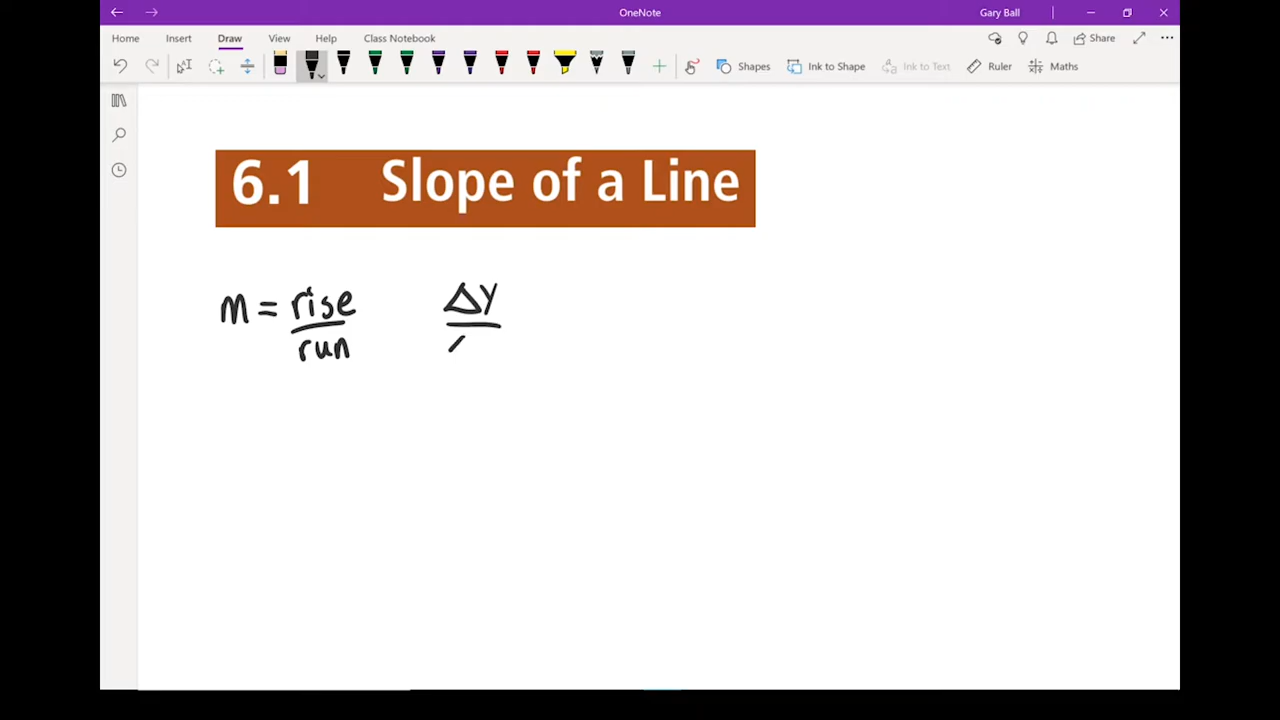 OneNote
Gary Ball
Home Insert Draw View Help Class Notebook
Share
Shapes Ink to Shape Ink to Text Ruler Maths
6.1 Slope of a Line
m = rise ΔY
run